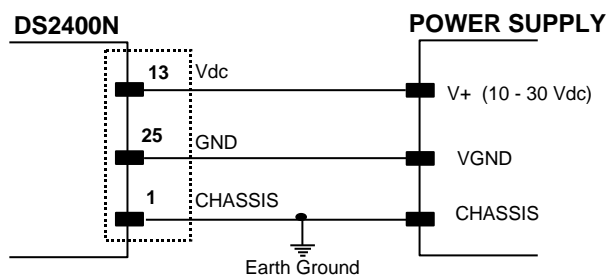 DS2400N
POWER SUPPLY
13 Vdc
V+ (10 - 30 Vdc)
25 GND
VGND
1 CHASSIS
CHASSIS
Earth Ground